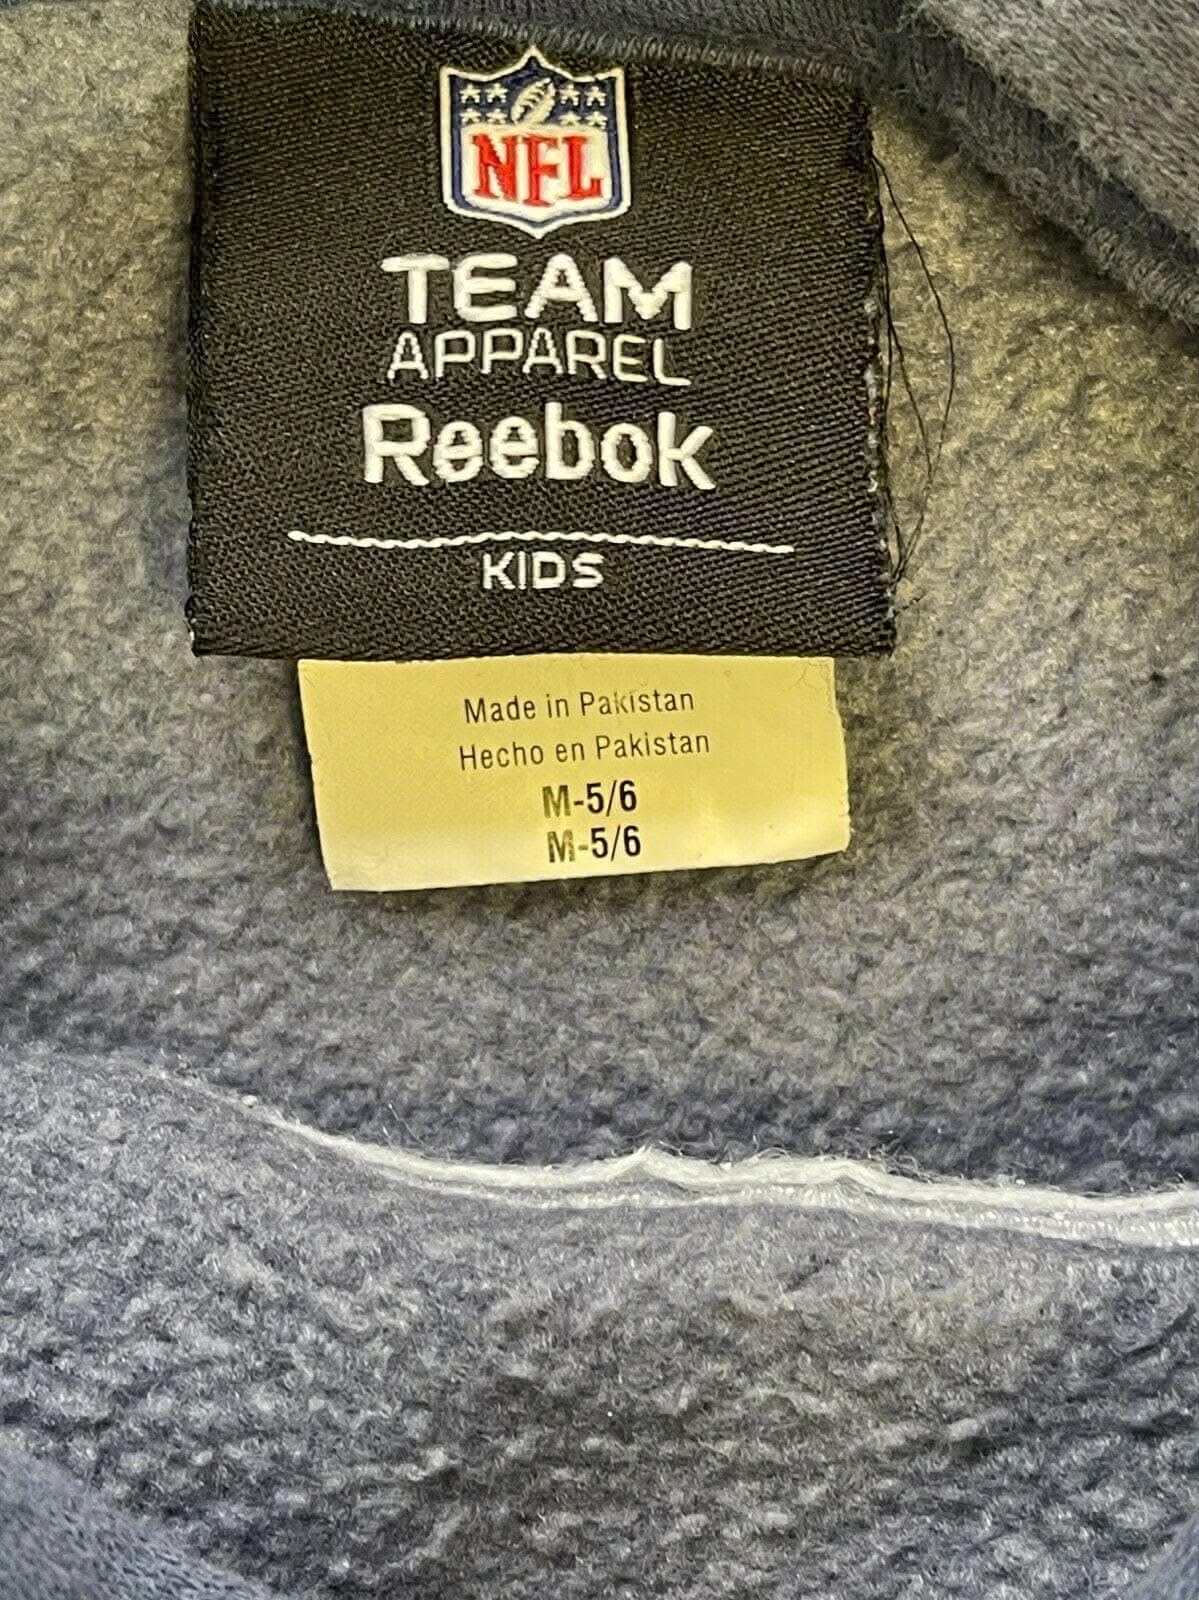 NFL
TEAM
APPAREL
Reebok
KIDS
Made in Pakistan
Hecho en Pakistan
M-5/6
M-5/6